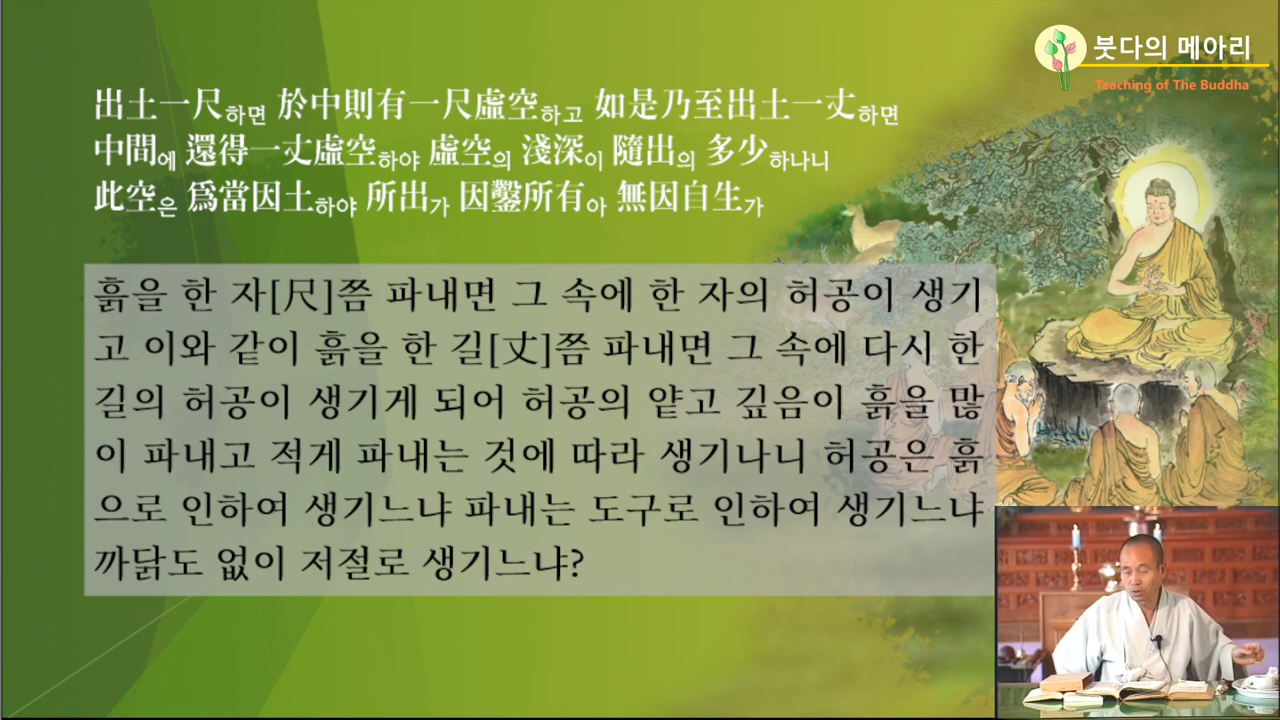 붓다의 메아리
Teaching of The Buddha
出土一尺하면 於中則有一尺虛空하고 如是乃至出土一丈하면
中間에 還得一丈虛空하야 虛空의 淺深이 隨出의 多少하나니
此空은 爲當因土하야 所出가 因鑿所有아 無因自生가
흙을 한 자[尺]쯤 파내면 그 속에 한 자의 허공이 생기
고 이와 같이 흙을 한 길[丈]쯤 파내면 그 속에 다시 한
길의 허공이 생기게 되어 허공의 얕고 깊음이 흙을 많
이 파내고 적게 파내는 것에 따라 생기나니 허공은 흙
으로 인하여 생기느냐 파내는 도구로 인하여 생기느냐
까닭도 없이 저절로 생기느냐?